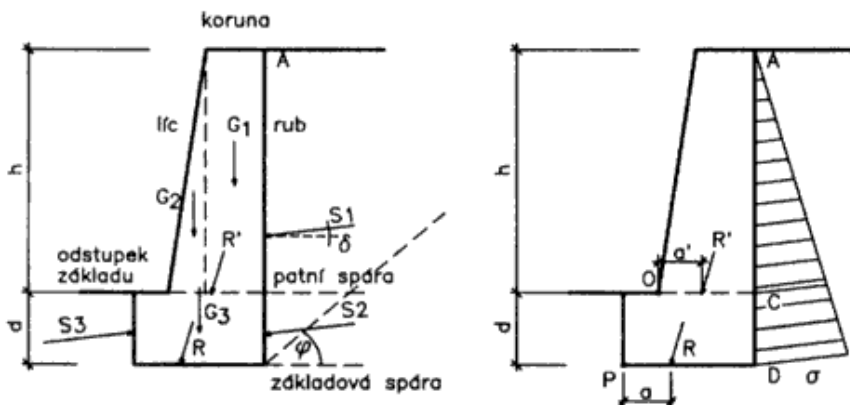 koruna
A
líc
G1
rub
h
G2
S1
δ
odstupek
základu
R'
patní spára
d
S3
G3
S2
R
φ
základová spára
A
h
a'
R'
O
C
d
R
P
D
σ
a